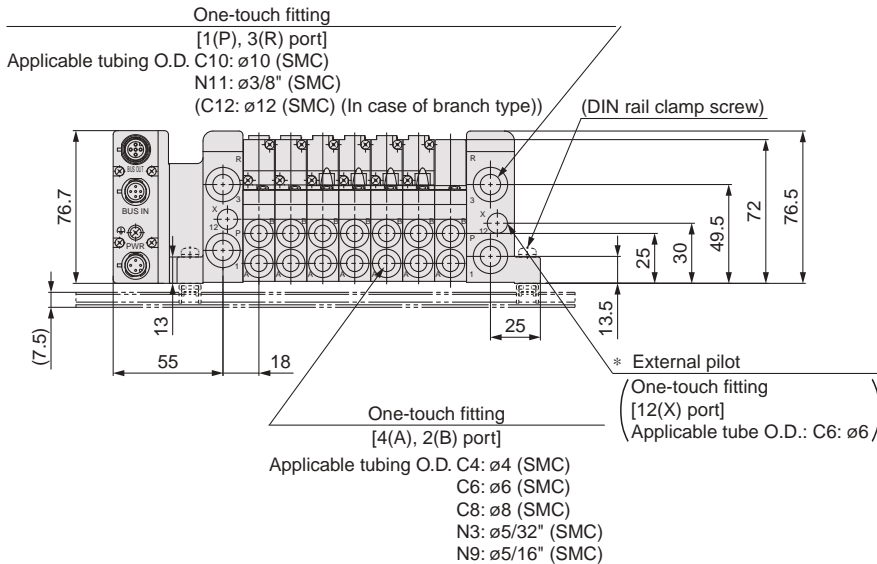 One-touch fitting
[1(P), 3(R) port]
Applicable tubing O.D. C10: ø10 (SMC)
N11: ø3/8" (SMC)
(C12: ø12 (SMC) (In case of branch type))
(DIN rail clamp screw)
BUS OUT
BUS IN
PWR
R
3
X
12
P
1
B B B B B B B
A A A A A A A
R
3
X
12
P
1
76.7
(7.5)
13
55
18
25
13.5
25
30
49.5
72
76.5
* External pilot
(One-touch fitting
[12(X) port]
Applicable tube O.D.: C6: ø6)
One-touch fitting
[4(A), 2(B) port]
Applicable tubing O.D. C4: ø4 (SMC)
C6: ø6 (SMC)
C8: ø8 (SMC)
N3: ø5/32" (SMC)
N9: ø5/16" (SMC)